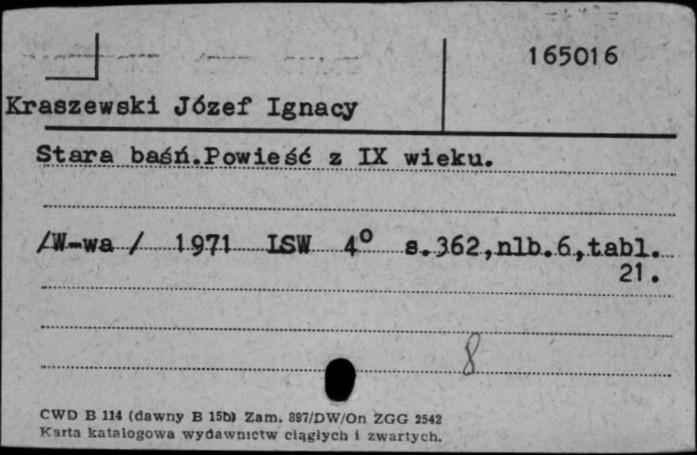 165016
Kraszewski Józef Ignacy
Stara baśń.Powieść z IX wieku.
/W-wa / 1971 LSW 4° s.362,nlb.6,tabl.
21.
8
CWD B 114 (dawny B 15b) Zam. 897/DW/On ZGG 2542
Karta katalogowa wydawnictw ciągłych i zwartych.